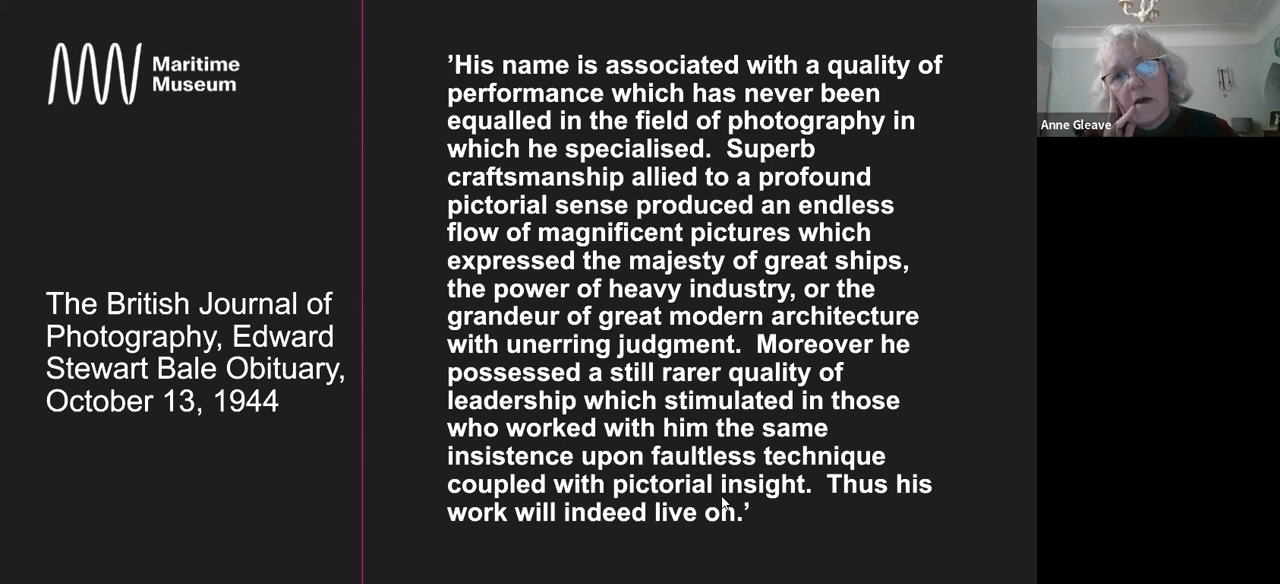 Maritime
Museum
The British Journal of
Photography, Edward
Stewart Bale Obituary,
October 13, 1944
’His name is associated with a quality of
performance which has never been
equalled in the field of photography in
which he specialised.  Superb
craftsmanship allied to a profound
pictorial sense produced an endless
flow of magnificent pictures which
expressed the majesty of great ships,
the power of heavy industry, or the
grandeur of great modern architecture
with unerring judgment.  Moreover he
possessed a still rarer quality of
leadership which stimulated in those
who worked with him the same
insistence upon faultless technique
coupled with pictorial insight.  Thus his
work will indeed live on.’
Anne Gleave